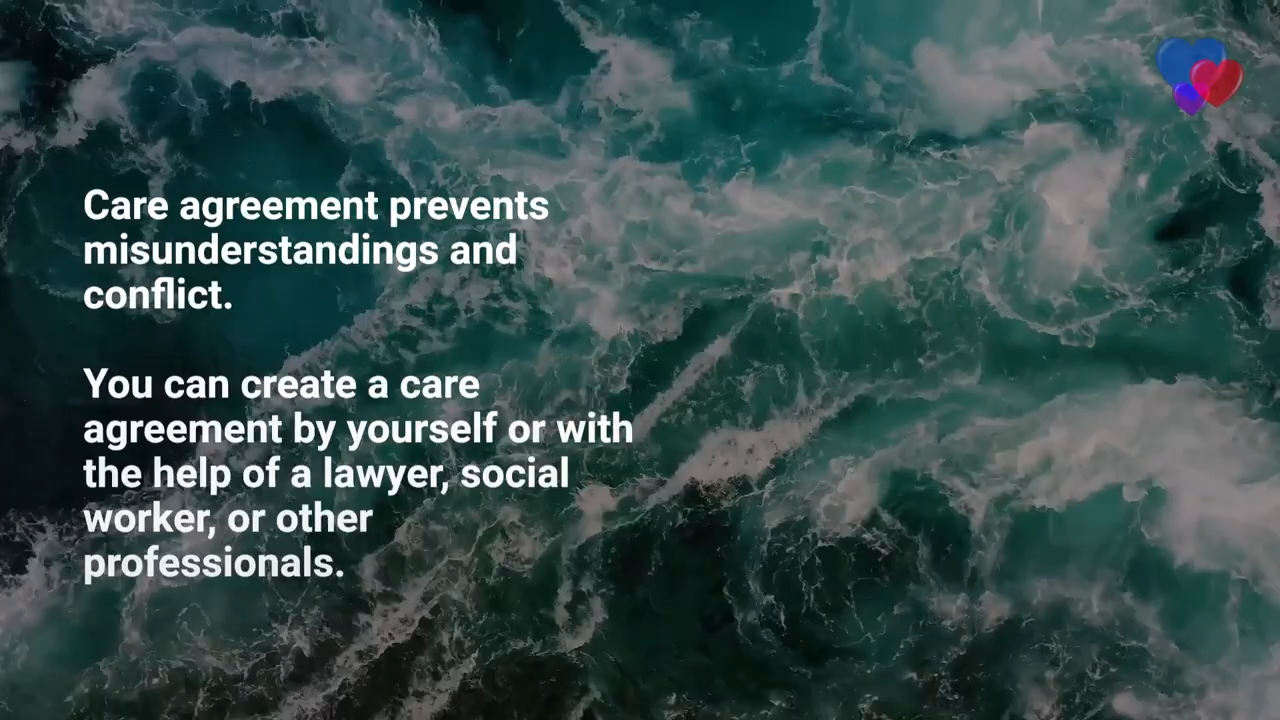 Care agreement prevents
misunderstandings and
conflict.
You can create a care
agreement by yourself or with
the help of a lawyer, social
worker, or other
professionals.